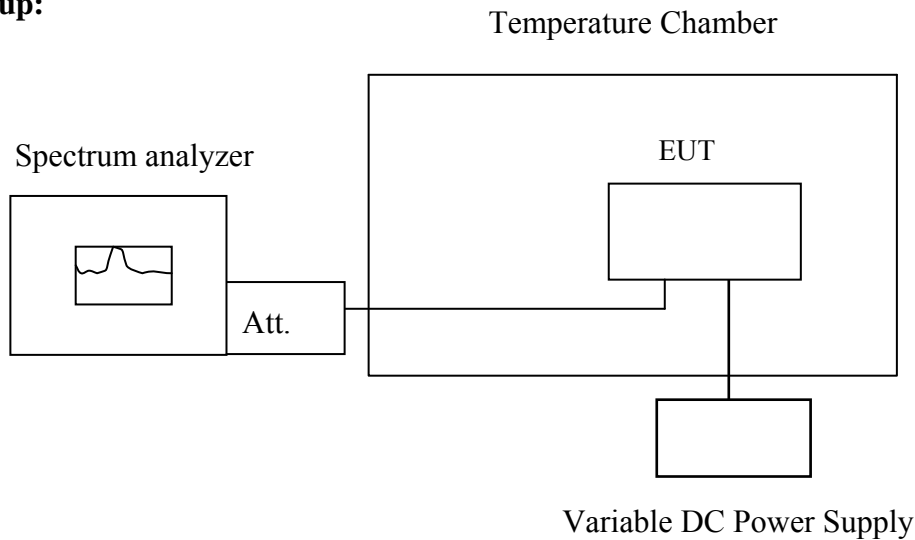 up:
Temperature Chamber
Spectrum analyzer
EUT
Att.
Variable DC Power Supply